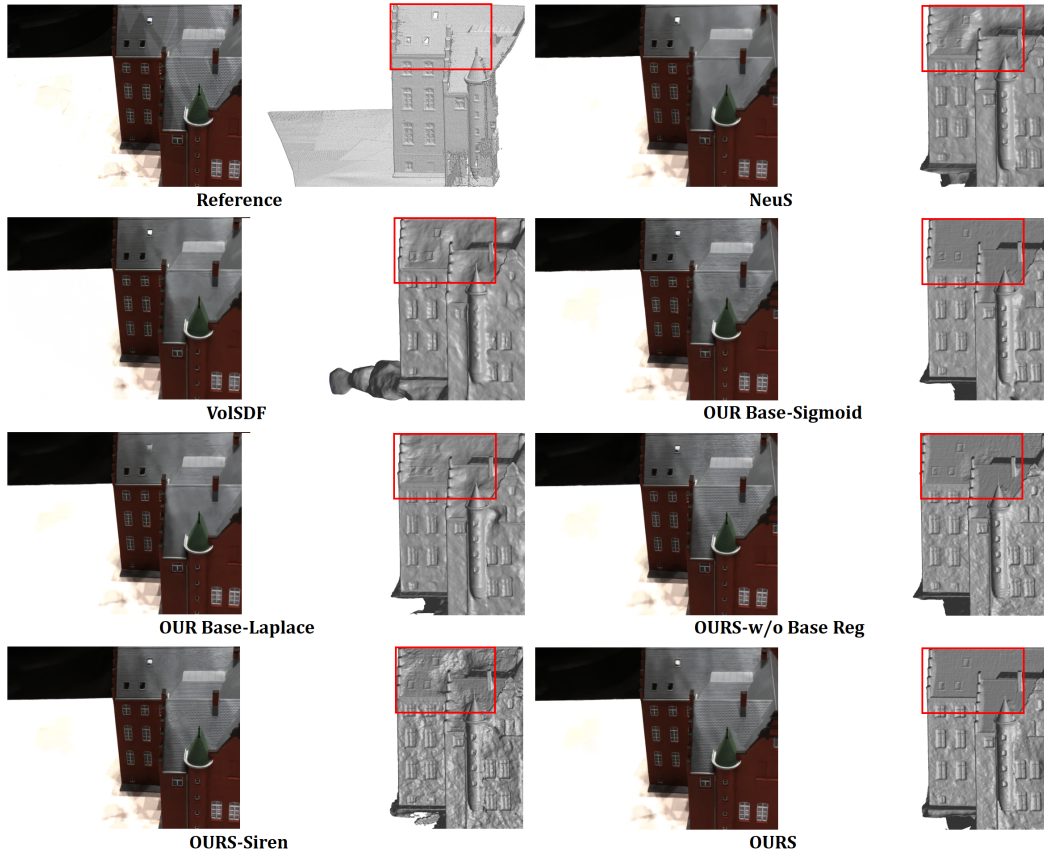 Reference
NeuS
VolSDF
OUR Base-Sigmoid
OUR Base-Laplace
OURS-w/o Base Reg
OURS-Siren
OURS